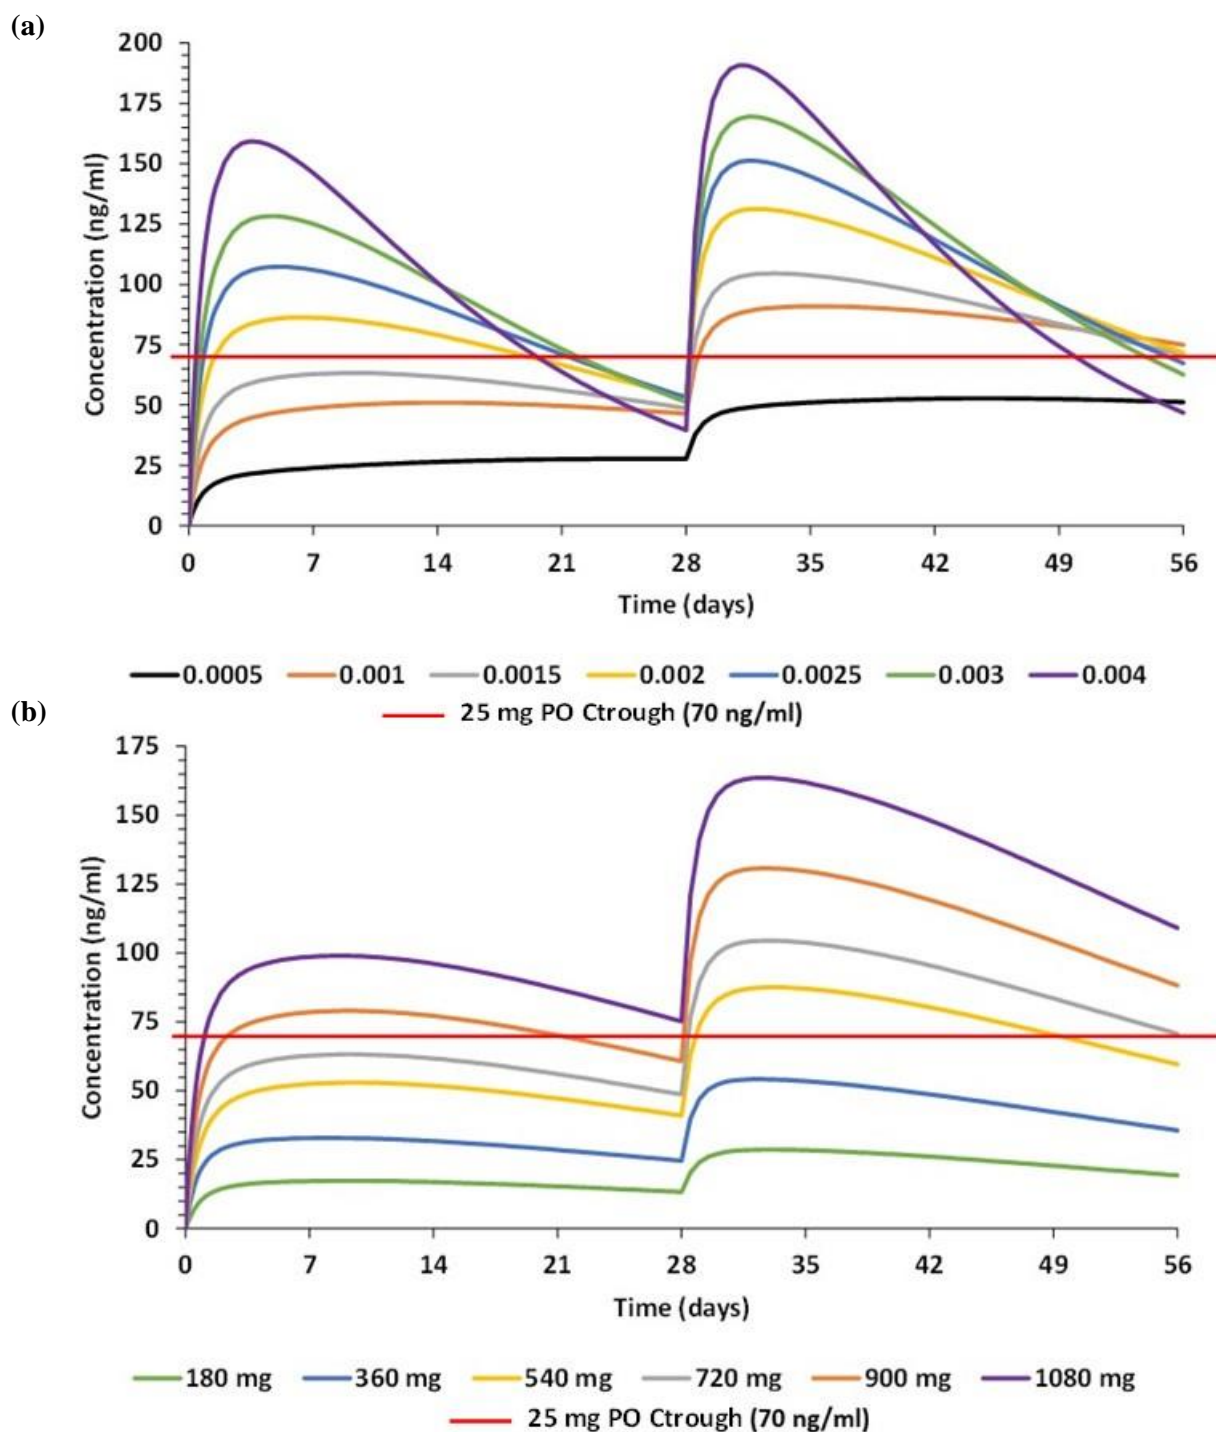 (a)
200
175
150
125
100
75
50
25
0
Concentration (ng/ml)
0 7 14 21 28 35 42 49 56
Time (days)
0.0005 0.001 0.0015 0.002 0.0025 0.003 0.004
25 mg PO Ctrough (70 ng/ml)
(b)
175
150
125
100
75
50
25
0
Concentration (ng/ml)
0 7 14 21 28 35 42 49 56
Time (days)
180 mg 360 mg 540 mg 720 mg 900 mg 1080 mg
25 mg PO Ctrough (70 ng/ml)